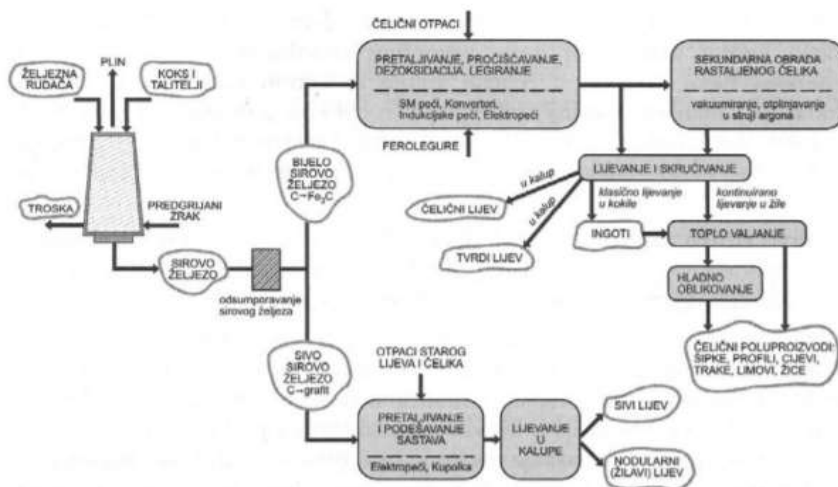 ŽELJEZNA
RUDAČA
PLIN
KOKS I
TALITELJI
TROSKA
PREDGRIJANI
ZRAK
SIROVO
ŽELJEZO
odsumporavanje
sirovog željeza
BIJELO
SIROVO
ŽELJEZO
C→Fe₃C
SIVO
SIROVO
ŽELJEZO
C→grafit
ČELIČNI OTPACI
PRETALJIVANJE, PROČIŠĆAVANJE,
DEZOKSIDACIJA, LEGIRANJE
SM peći, Konvertori,
Indukcijske peći, Elektropeći
FEROLEGURE
SEKUNDARNA OBRADA
RASTALJENOG ČELIKA
vakuumiranje, otplinjavanje
u struji argona
LIJEVANJE I SKRUĆIVANJE
u kalup
u kalup
klasično lijevanje
u kokile
kontinuirano
lijevanje u žile
ČELIČNI LIJEV
TVRDI LIJEV
INGOTI
TOPLO VALJANJE
HLADNO
OBLIKOVANJE
ČELIČNI POLUPROIZVODI:
ŠIPKE, PROFILI, CIJEVI,
TRAKE, LIMOVI, ŽICE
OTPACI STAROG
LIJEVA I ČELIKA
PRETALJIVANJE
I PODEŠAVANJE
SASTAVA
Elektropeći, Kupolka
LIJEVANJE
U
KALUPE
SIVI LIJEV
NODULARNI
(ŽILAVI) LIJEV